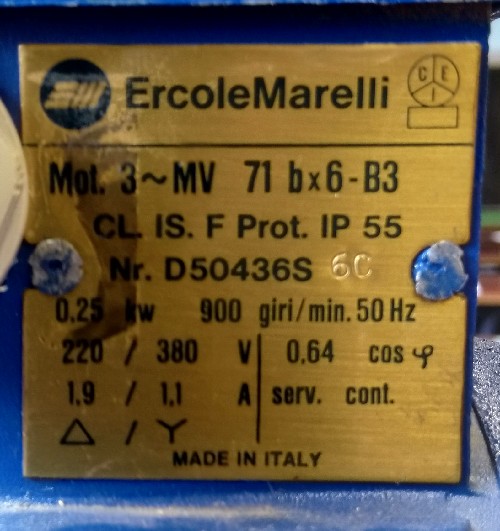 ErcoleMarelli
C E I
Mot. 3~MV 71 bx6-B3
CL. IS. F Prot. IP 55
Nr. D50436S 6C
0.25 kw 900 giri/min. 50 Hz
220 / 380 V 0.64 cos φ
1.9 / 1.1 A serv. cont.
△ / Y
MADE IN ITALY